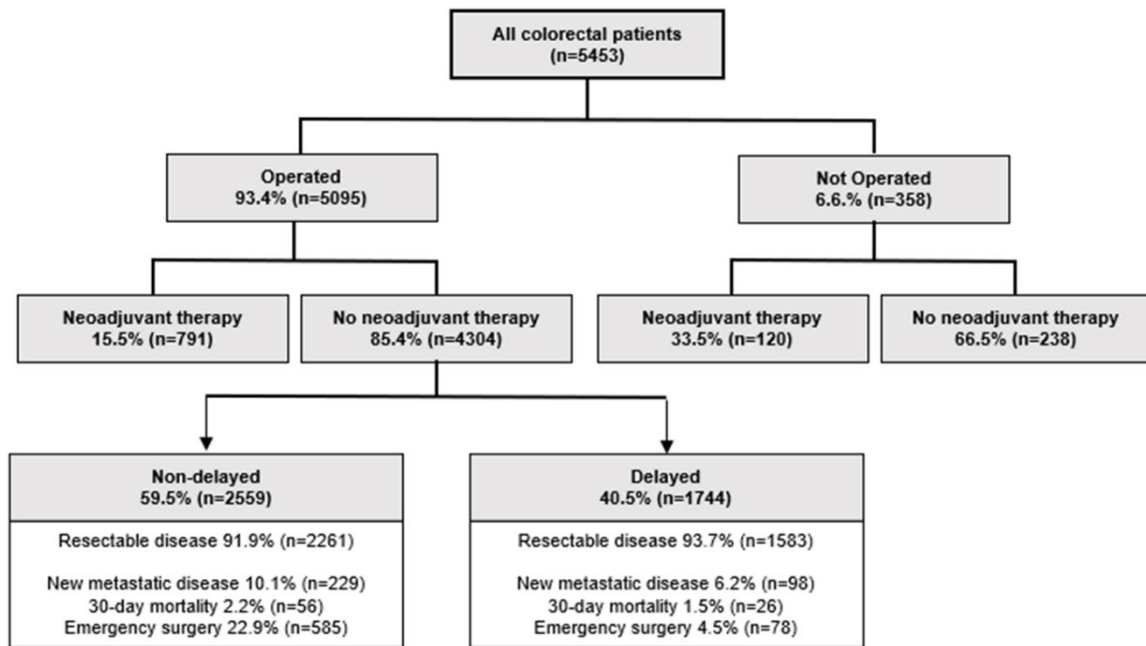 All colorectal patients
(n=5453)
Operated
93.4% (n=5095)
Not Operated
6.6.% (n=358)
Neoadjuvant therapy
15.5% (n=791)
No neoadjuvant therapy
85.4% (n=4304)
Neoadjuvant therapy
33.5% (n=120)
No neoadjuvant therapy
66.5% (n=238)
Non-delayed
59.5% (n=2559)
Resectable disease 91.9% (n=2261)
New metastatic disease 10.1% (n=229)
30-day mortality 2.2% (n=56)
Emergency surgery 22.9% (n=585)
Delayed
40.5% (n=1744)
Resectable disease 93.7% (n=1583)
New metastatic disease 6.2% (n=98)
30-day mortality 1.5% (n=26)
Emergency surgery 4.5% (n=78)